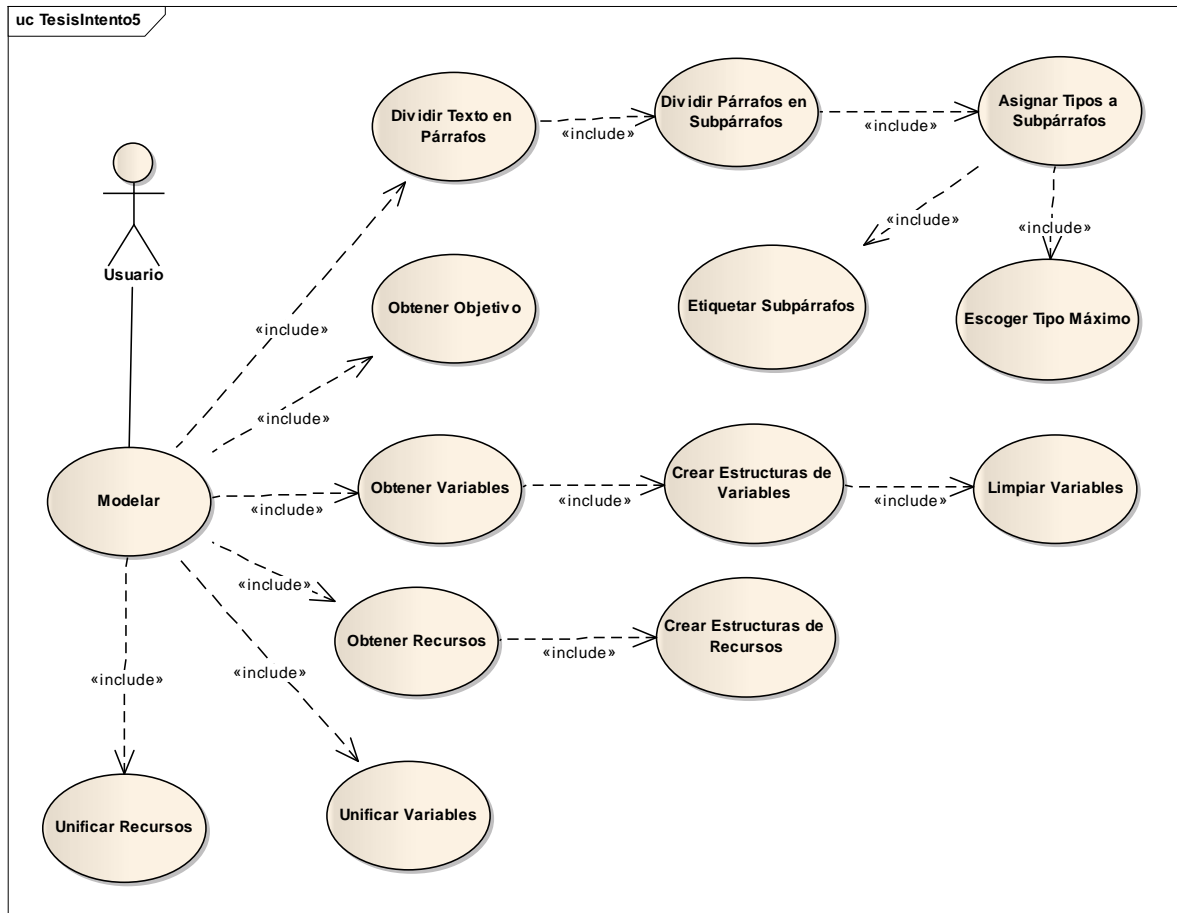 uc TesisIntento5
Usuario
Dividir Texto en
Párrafos
«include»
Dividir Párrafos en
Subpárrafos
«include»
Asignar Tipos a
Subpárrafos
«include»
«include»
Etiquetar Subpárrafos
Escoger Tipo Máximo
«include»
Obtener Objetivo
«include»
Modelar
«include»
Obtener Variables
«include»
Crear Estructuras de
Variables
«include»
Limpiar Variables
«include»
Obtener Recursos
«include»
Crear Estructuras de
Recursos
«include»
«include»
Unificar Recursos
Unificar Variables